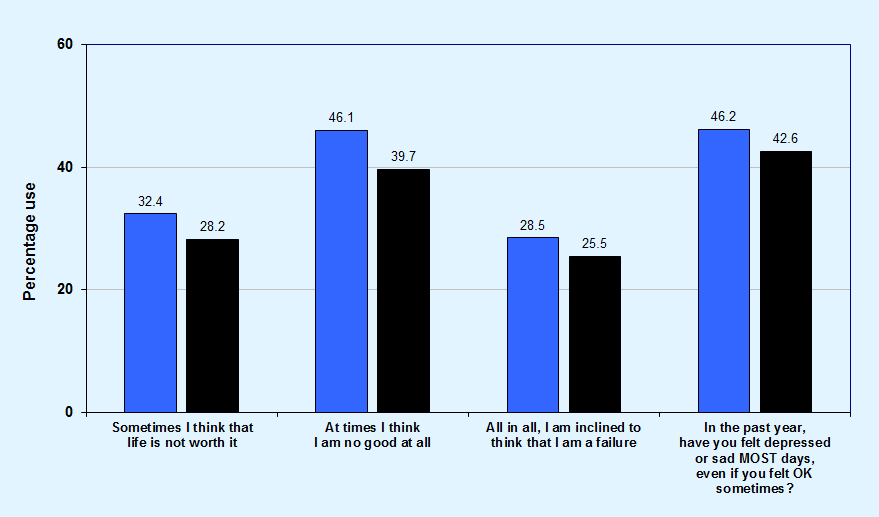 60
40
20
0
Percentage use
32.4
28.2
46.1
39.7
28.5
25.5
46.2
42.6
Sometimes I think that
life is not worth it
At times I think
I am no good at all
All in all, I am inclined to
think that I am a failure
In the past year,
have you felt depressed
or sad MOST days,
even if you felt OK
sometimes?